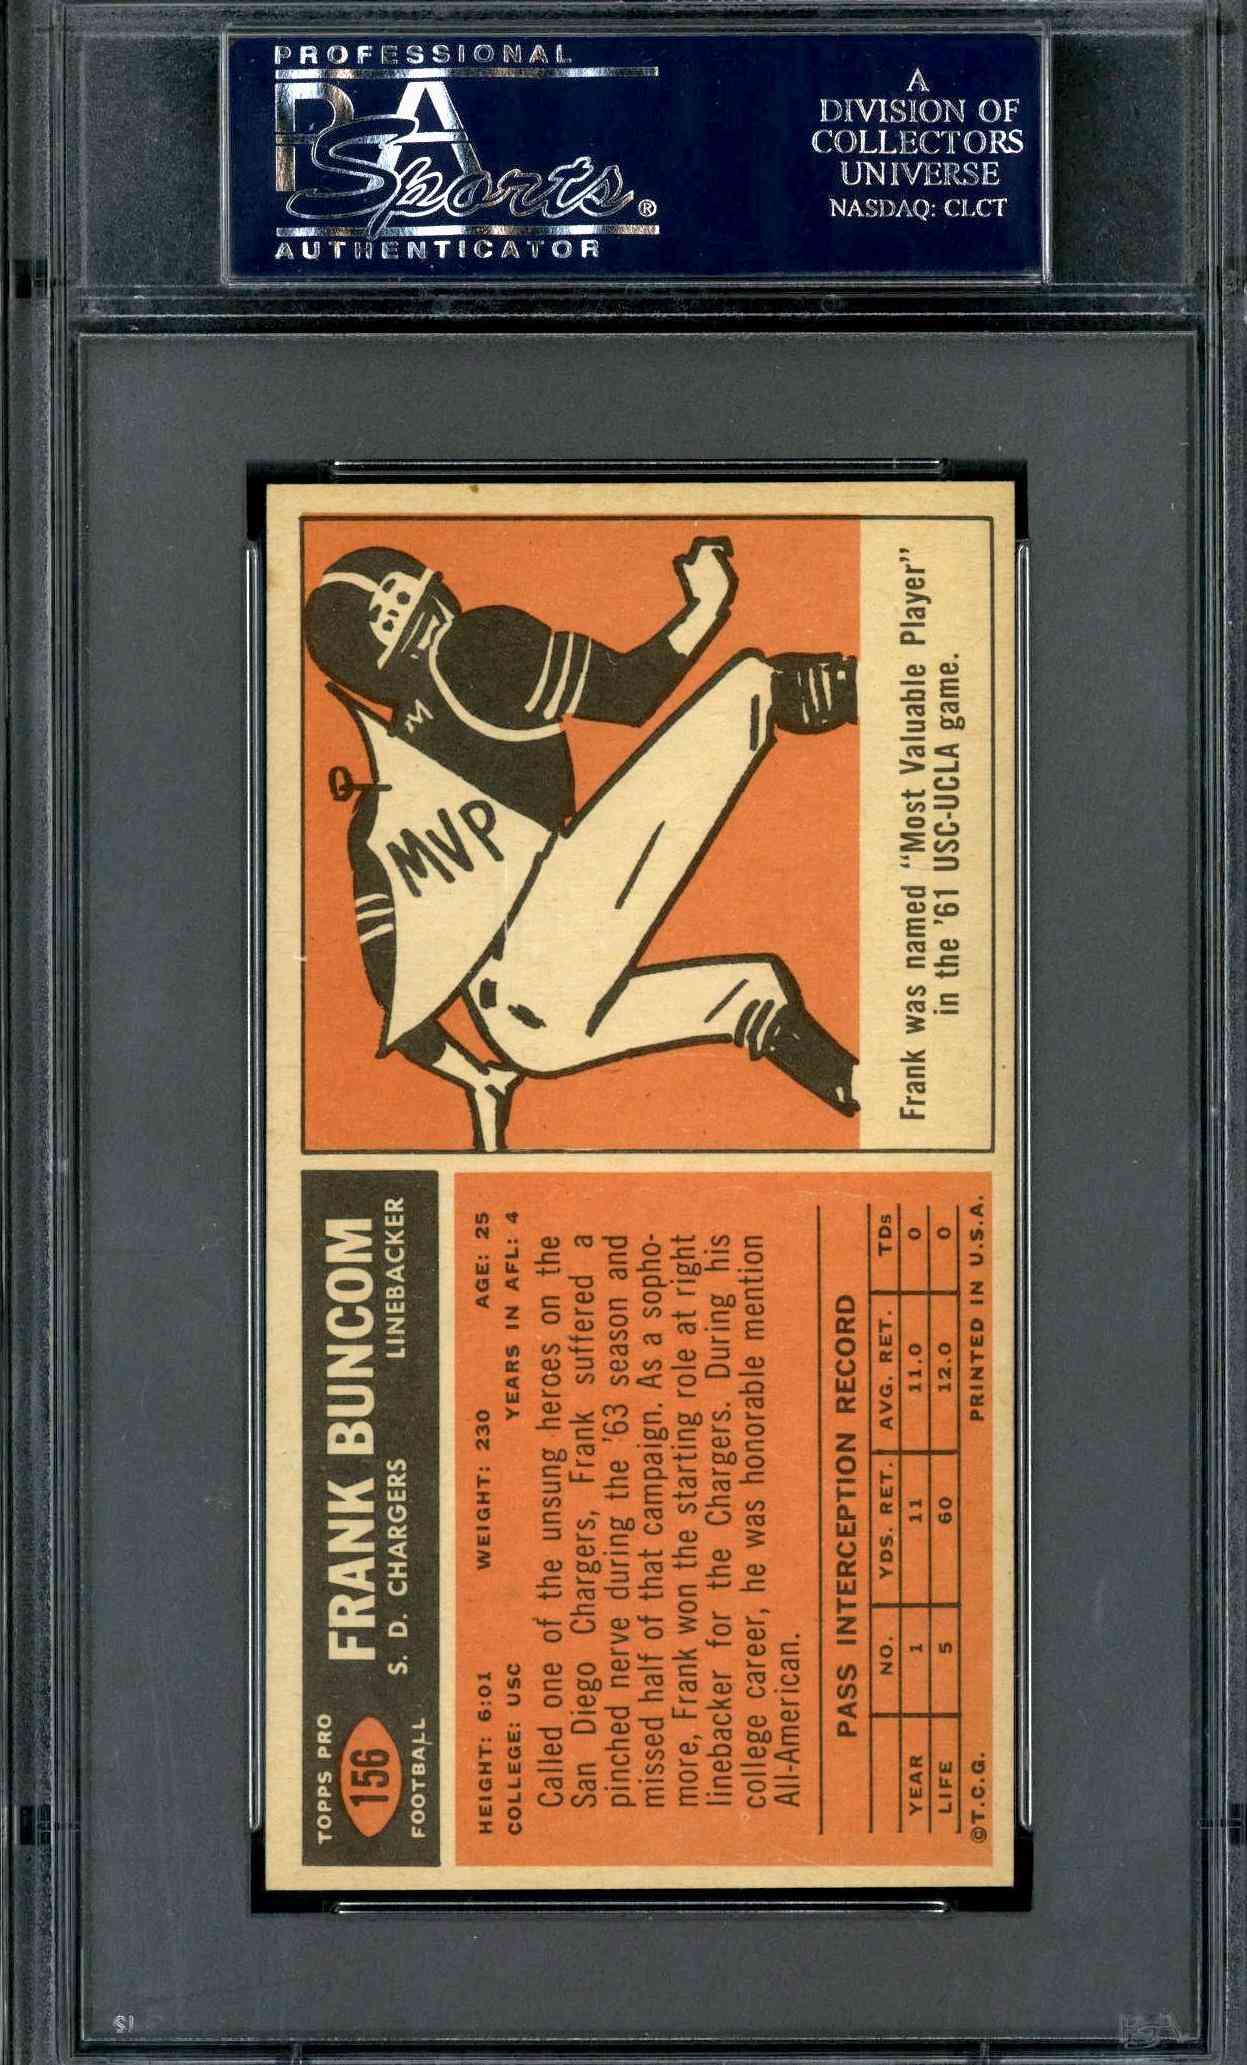 PROFESSIONAL
PSA
Sports®
AUTHENTICATOR
A
DIVISION OF
COLLECTORS
UNIVERSE
NASDAQ: CLCT
TOPPS PRO
156
FOOTBALL
FRANK BUNCOM
S. D. CHARGERS LINEBACKER
HEIGHT: 6:01 WEIGHT: 230 AGE: 25
COLLEGE: USC YEARS IN AFL: 4
Called one of the unsung heroes on the
San Diego Chargers, Frank suffered a
pinched nerve during the '63 season and
missed half of that campaign. As a sopho-
more, Frank won the starting role at right
linebacker for the Chargers. During his
college career, he was honorable mention
All-American.
PASS INTERCEPTION RECORD
NO. YDS. RET. AVG. RET. TDs
YEAR 1 11 11.0 0
LIFE 5 60 12.0 0
©T.C.G. PRINTED IN U.S.A.
MVP
Frank was named "Most Valuable Player"
in the '61 USC-UCLA game.
PSA